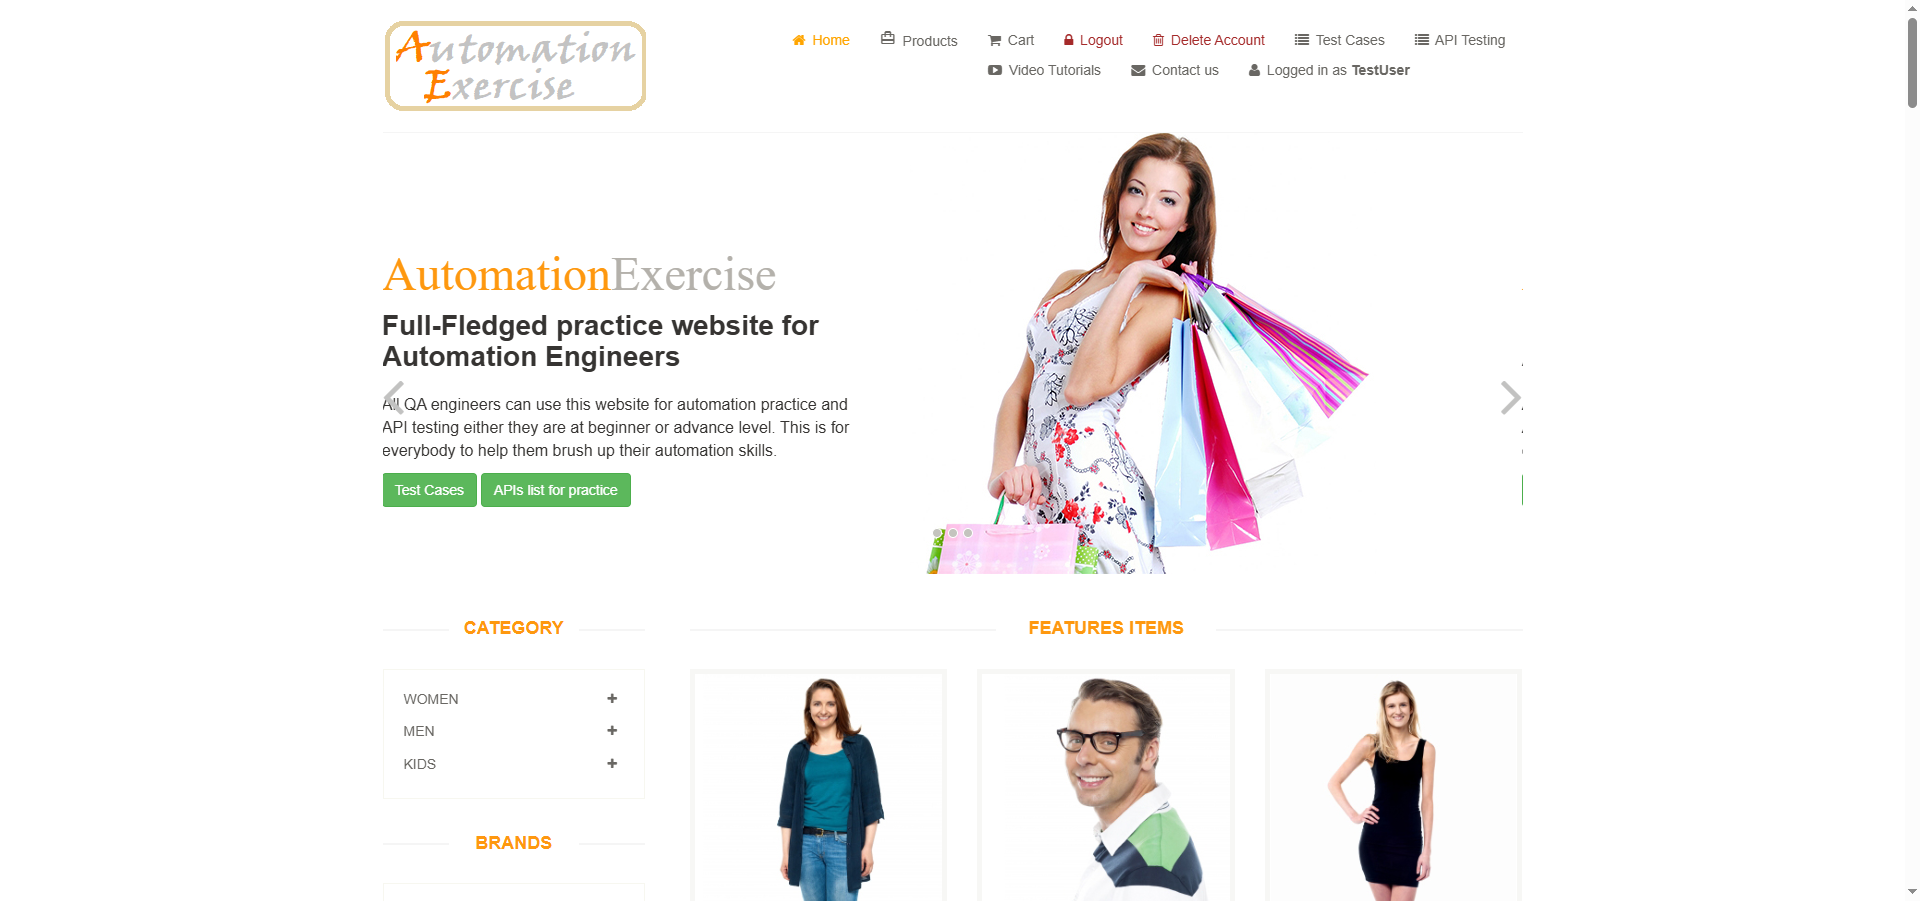 Automation
Exercise
Home Products Cart Logout Delete Account Test Cases API Testing
Video Tutorials Contact us Logged in as TestUser
AutomationExercise
Full-Fledged practice website for
Automation Engineers
All QA engineers can use this website for automation practice and
API testing either they are at beginner or advance level. This is for
everybody to help them brush up their automation skills.
Test Cases APIs list for practice
CATEGORY
WOMEN
MEN
KIDS
BRANDS
FEATURES ITEMS